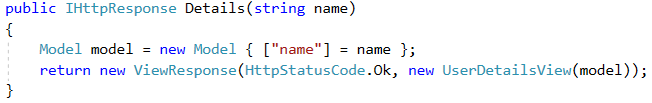 public IHttpResponse Details(string name)
{
    Model model = new Model { ["name"] = name };
    return new ViewResponse(HttpStatusCode.Ok, new UserDetailsView(model));
}